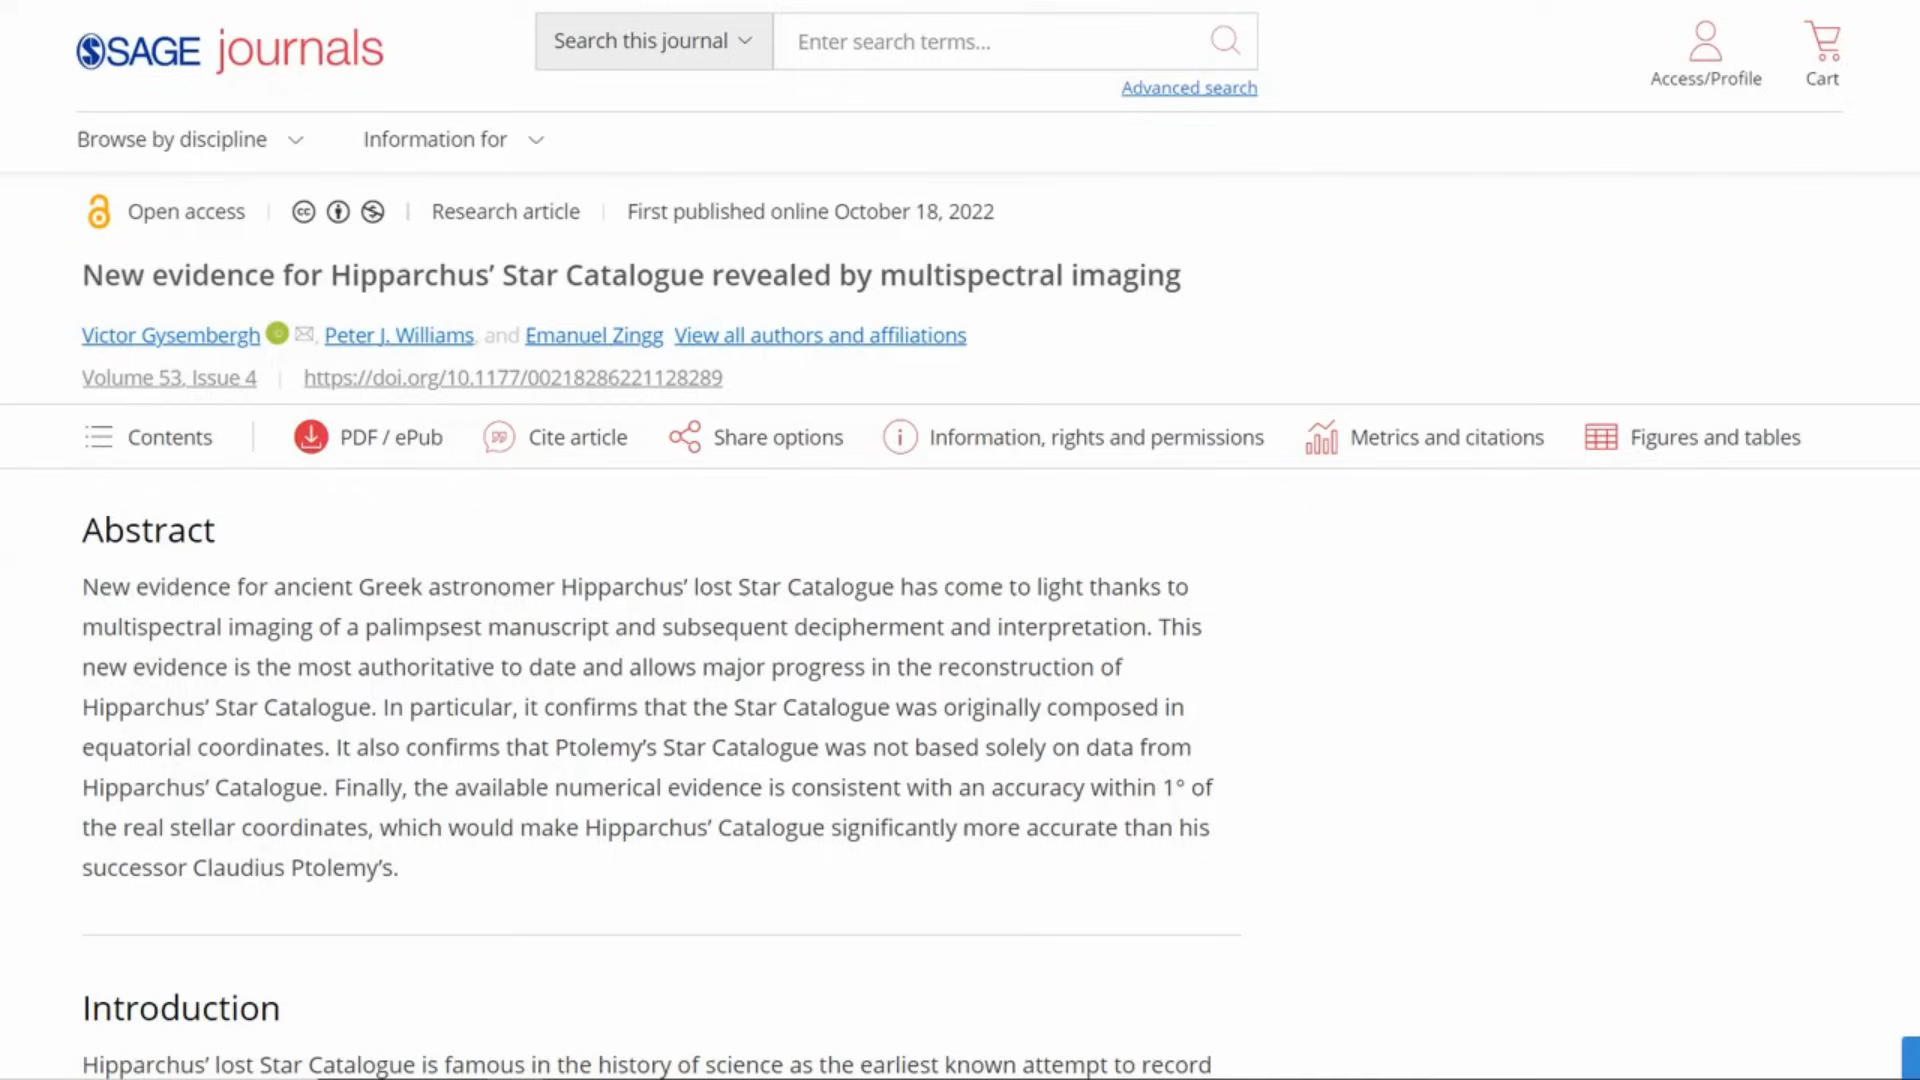 SAGE journals
Search this journal
Enter search terms...
Advanced search
Access/Profile
Cart
Browse by discipline
Information for
Open access
Research article
First published online October 18, 2022
New evidence for Hipparchus’ Star Catalogue revealed by multispectral imaging
Victor Gysembergh, Peter J. Williams, and Emanuel Zingg View all authors and affiliations
Volume 53, Issue 4
https://doi.org/10.1177/00218286221128289
Contents
PDF / ePub
Cite article
Share options
Information, rights and permissions
Metrics and citations
Figures and tables
Abstract
New evidence for ancient Greek astronomer Hipparchus’ lost Star Catalogue has come to light thanks to
multispectral imaging of a palimpsest manuscript and subsequent decipherment and interpretation. This
new evidence is the most authoritative to date and allows major progress in the reconstruction of
Hipparchus’ Star Catalogue. In particular, it confirms that the Star Catalogue was originally composed in
equatorial coordinates. It also confirms that Ptolemy’s Star Catalogue was not based solely on data from
Hipparchus’ Catalogue. Finally, the available numerical evidence is consistent with an accuracy within 1° of
the real stellar coordinates, which would make Hipparchus’ Catalogue significantly more accurate than his
successor Claudius Ptolemy’s.
Introduction
Hipparchus’ lost Star Catalogue is famous in the history of science as the earliest known attempt to record